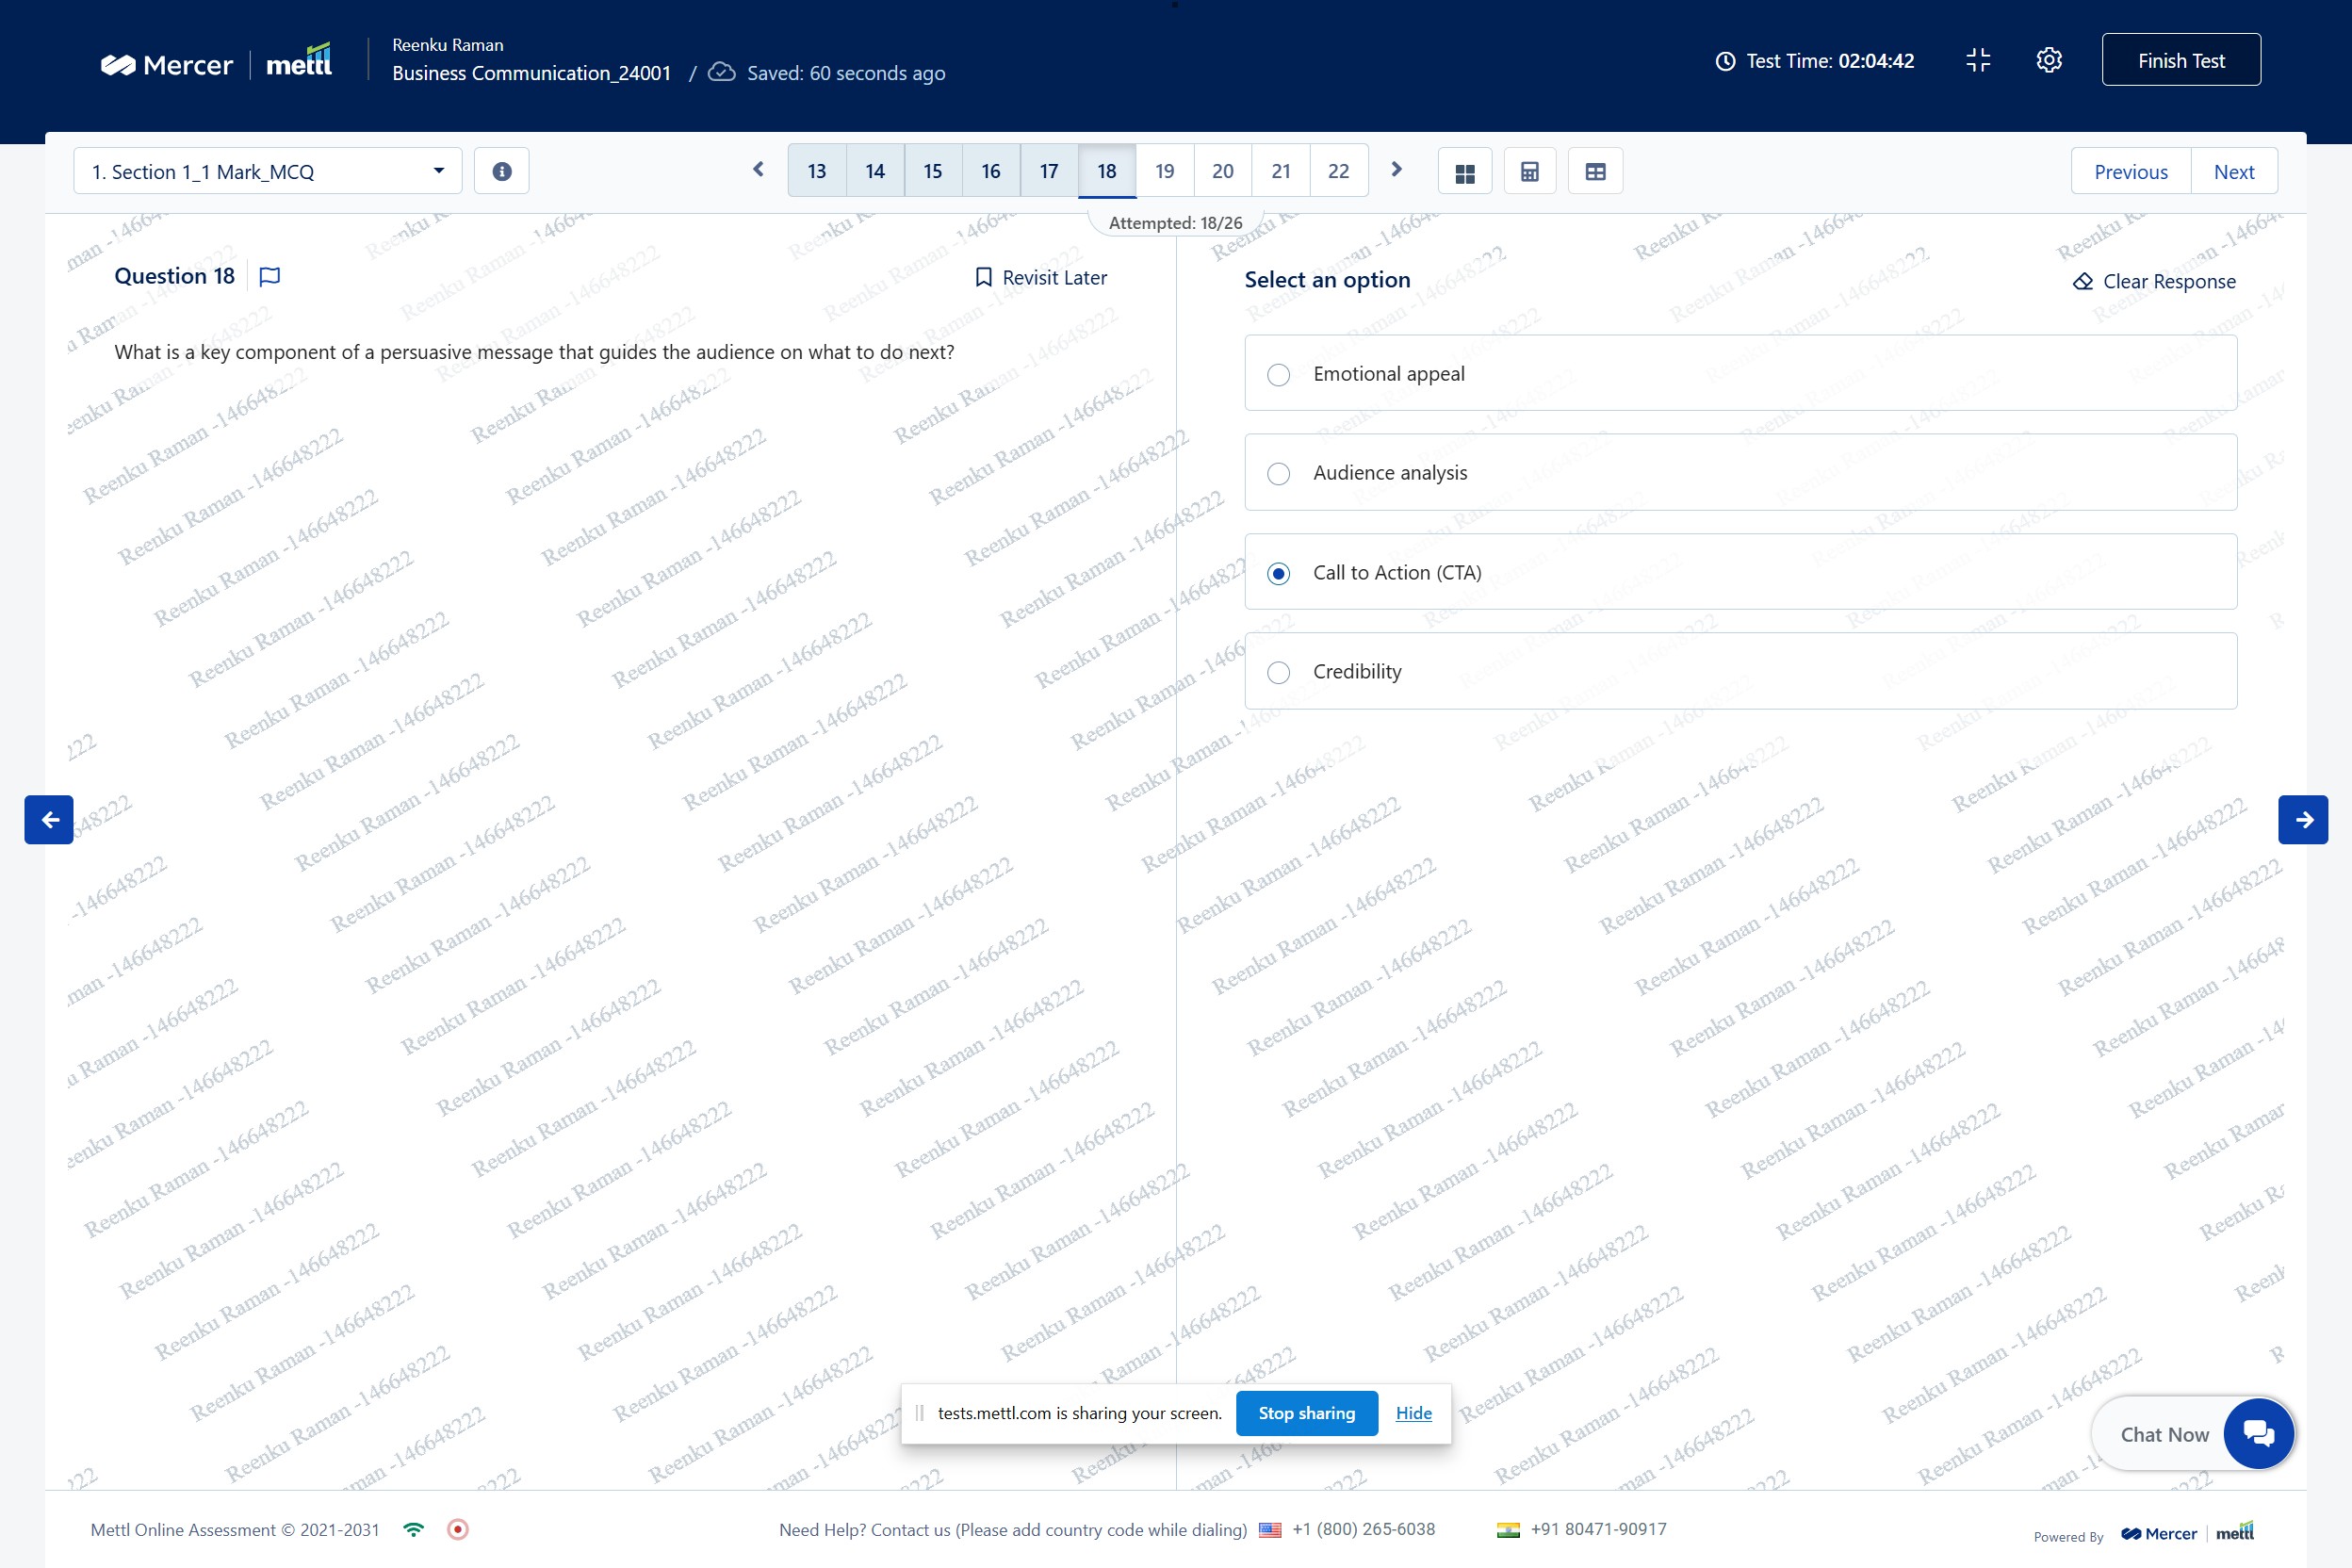 Mercer | mettl
Reenku Raman
Business Communication_24001 / Saved: 60 seconds ago
Test Time: 02:04:42
Finish Test
1. Section 1_1 Mark_MCQ
13 14 15 16 17 18 19 20 21 22
Previous Next
Attempted: 18/26
Question 18
Revisit Later
What is a key component of a persuasive message that guides the audience on what to do next?
Select an option
Clear Response
Emotional appeal
Audience analysis
Call to Action (CTA)
Credibility
Reenku Raman -146648222
tests.mettl.com is sharing your screen. Stop sharing Hide
Chat Now
Mettl Online Assessment © 2021-2031
Need Help? Contact us (Please add country code while dialing) +1 (800) 265-6038 +91 80471-90917
Powered By Mercer | mettl